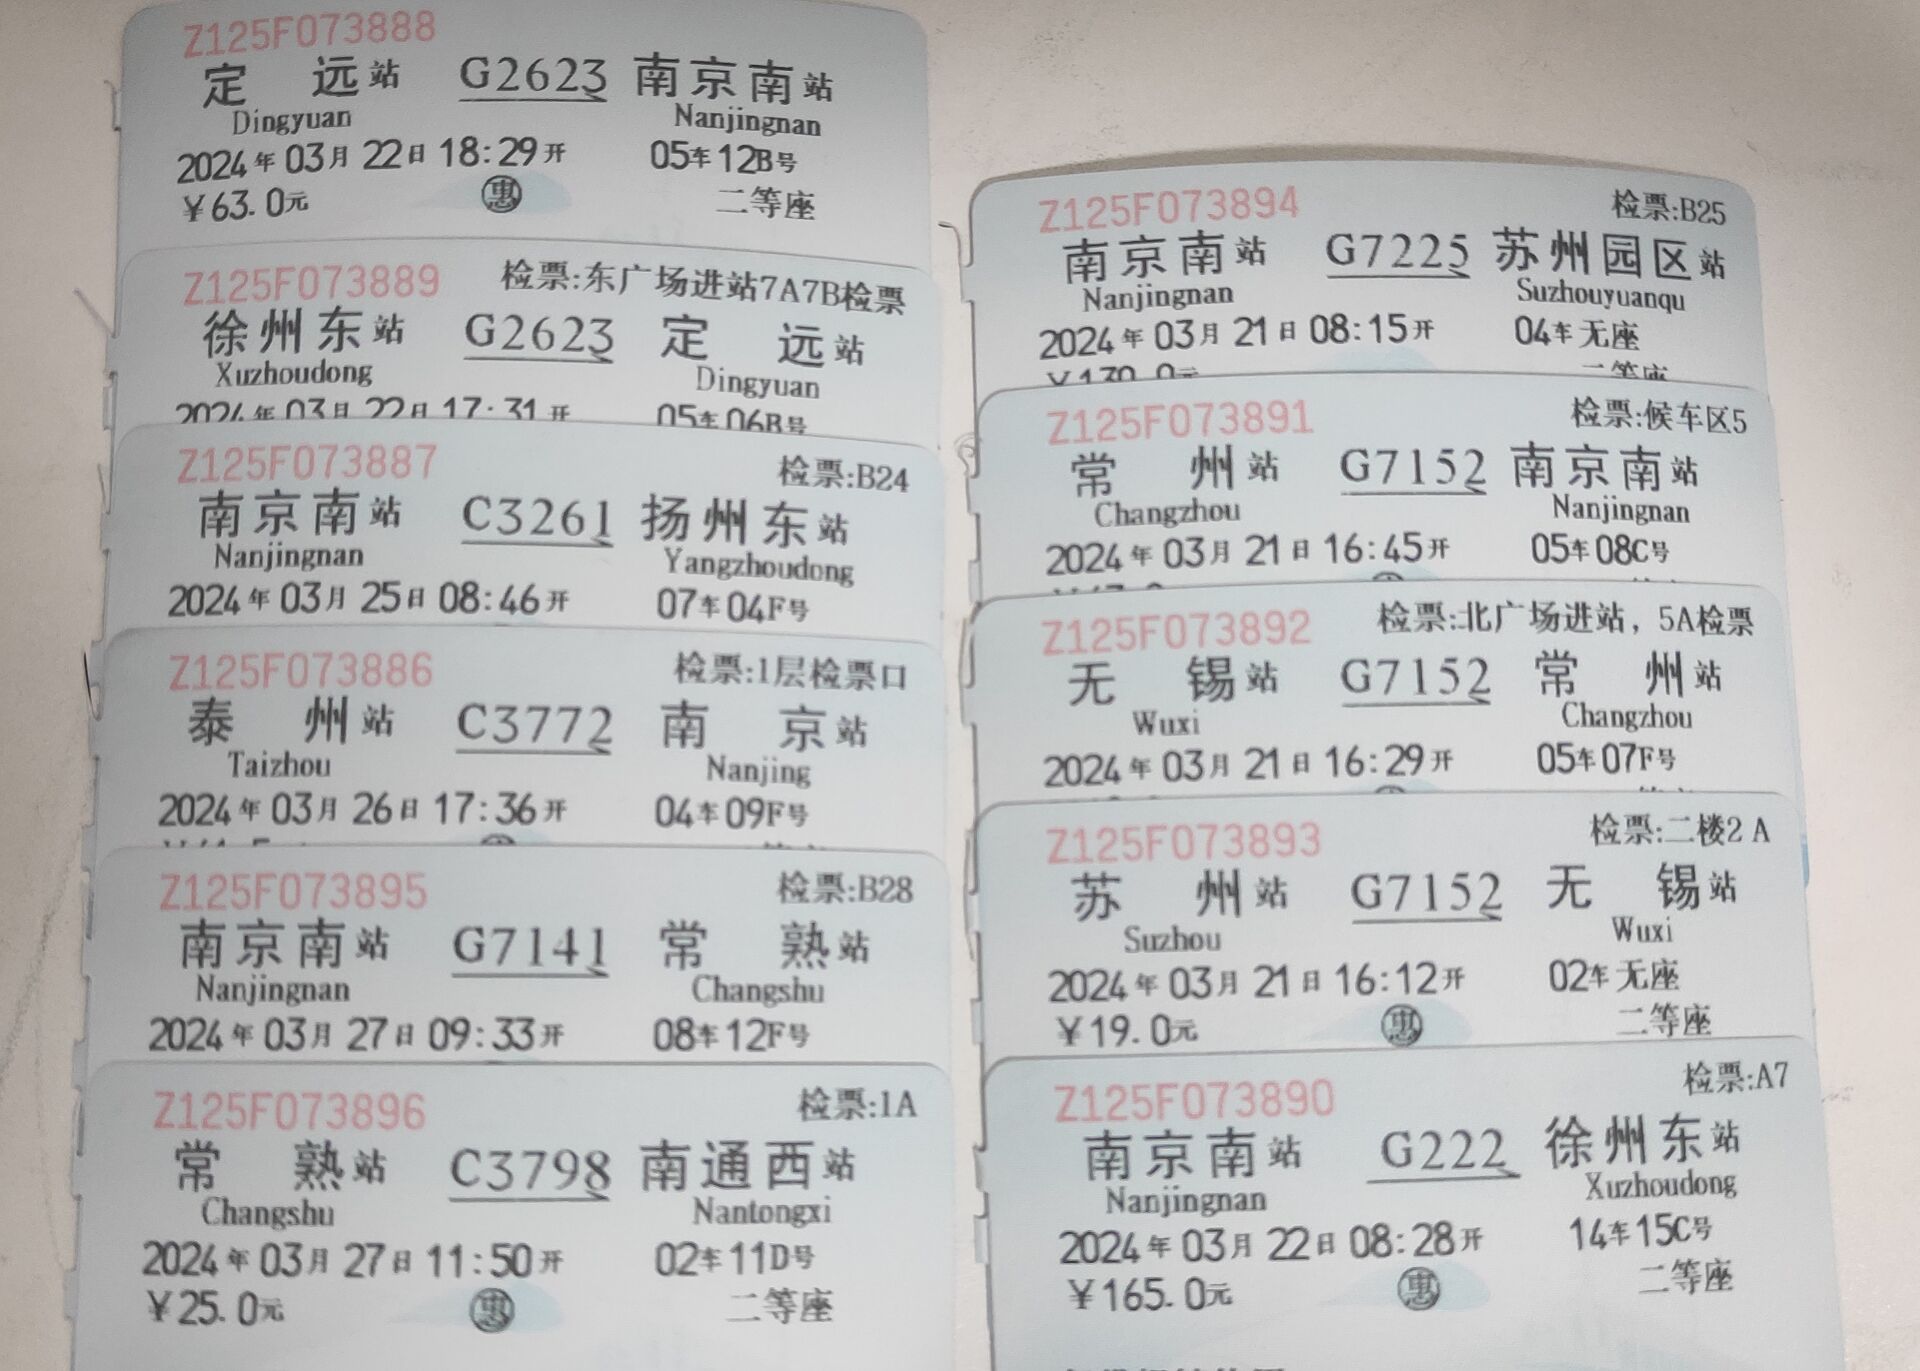 Z125F073888
定 远站 G2623 南京南站
Dingyuan Nanjingnan
2024年03月22日18:29开 05车12B号
￥63.0元 惠 二等座
Z125F073889 检票:东广场进站7A7B检票
徐州东站 G2623 定 远站
Xuzhoudong Dingyuan
2024年03月22日17:31开 05车06B号
Z125F073887 检票:B24
南京南站 C3261 扬州东站
Nanjingnan Yangzhoudong
2024年03月25日08:46开 07车04F号
Z125F073886 检票:1层检票口
泰 州站 C3772 南 京站
Taizhou Nanjing
2024年03月26日17:36开 04车09F号
Z125F073895 检票:B28
南京南站 G7141 常 熟站
Nanjingnan Changshu
2024年03月27日09:33开 08车12F号
Z125F073896 检票:1A
常 熟站 C3798 南通西站
Changshu Nantongxi
2024年03月27日11:50开 02车11D号
￥25.0元 惠 二等座
Z125F073894 检票:B25
南京南站 G7225 苏州园区站
Nanjingnan Suzhouyuanqu
2024年03月21日08:15开 04车无座
二等座
Z125F073891 检票:候车区5
常 州站 G7152 南京南站
Changzhou Nanjingnan
2024年03月21日16:45开 05车08C号
Z125F073892 检票:北广场进站，5A检票
无 锡站 G7152 常 州站
Wuxi Changzhou
2024年03月21日16:29开 05车07F号
Z125F073893 检票:二楼2 A
苏 州站 G7152 无 锡站
Suzhou Wuxi
2024年03月21日16:12开 02车无座
￥19.0元 惠 二等座
Z125F073890 检票:A7
南京南站 G222 徐州东站
Nanjingnan Xuzhoudong
2024年03月22日08:28开 14车15C号
￥165.0元 惠 二等座